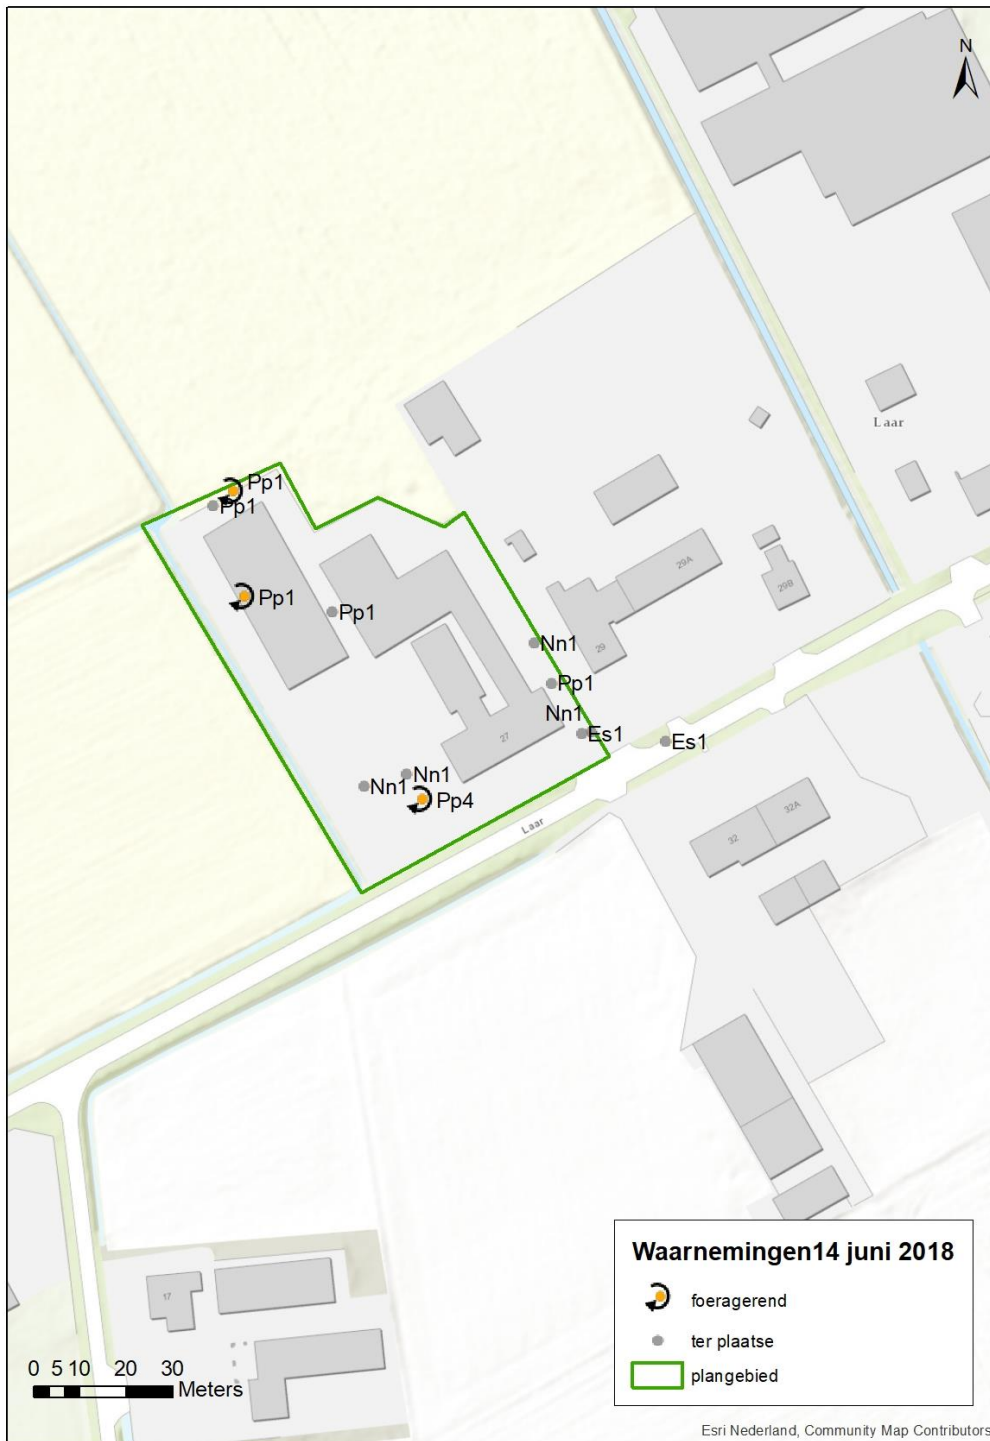 N
Laar
Pp1
Pp1
Pp1
Pp1
29A
29B
Nn1
29
Pp1
Nn1
Es1
Es1
27
Nn1
Nn1
Pp4
Laar
32A
32
Waarnemingen14 juni 2018
foeragerend
ter plaatse
plangebied
17
0 5 10 20 30
Meters
Esri Nederland, Community Map Contributors